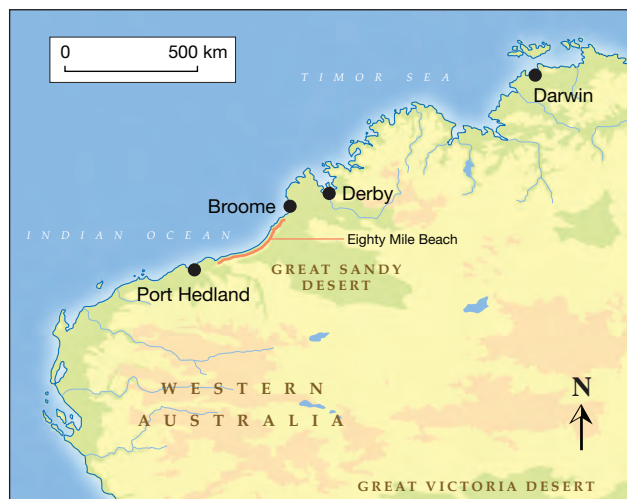 0 500 km
TIMOR SEA
Darwin
Derby
Broome
Eighty Mile Beach
INDIAN OCEAN
GREAT SANDY
DESERT
Port Hedland
WESTERN
AUSTRALIA
N
GREAT VICTORIA DESERT